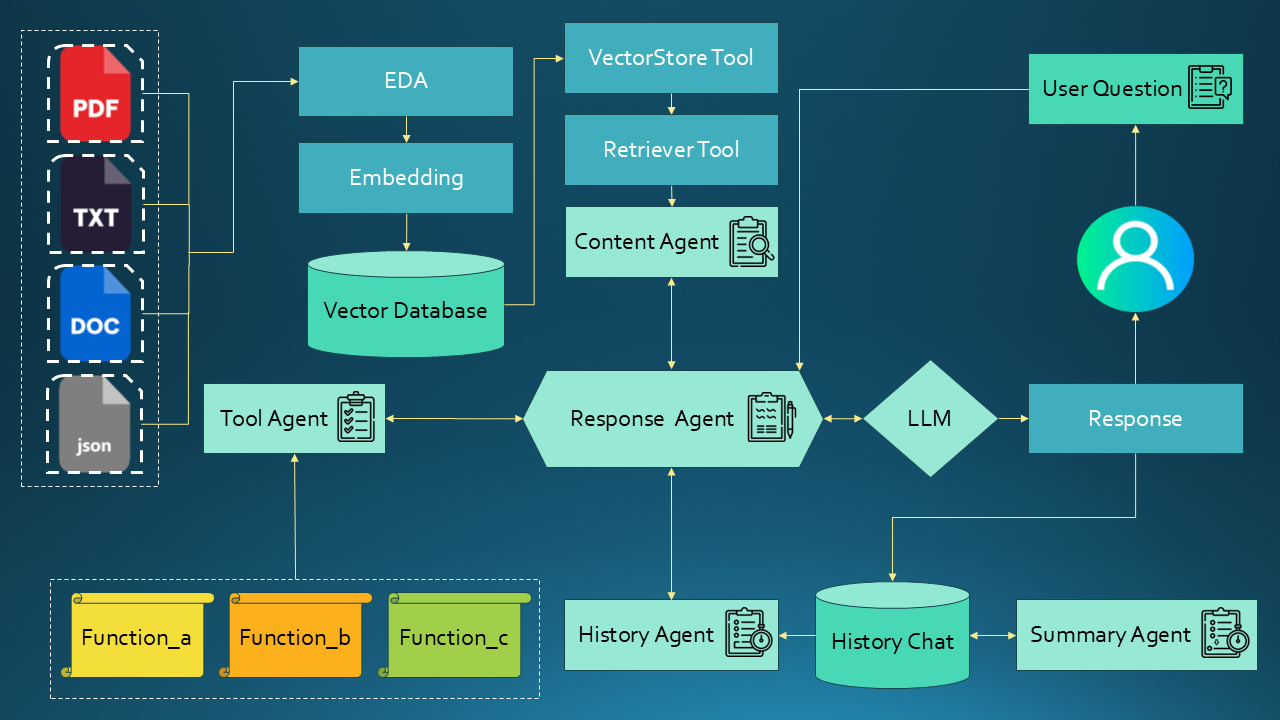 PDF
TXT
DOC
json
EDA
Embedding
Vector Database
VectorStore Tool
Retriever Tool
Content Agent
User Question
Tool Agent
Response Agent
LLM
Response
Function_a
Function_b
Function_c
History Agent
History Chat
Summary Agent